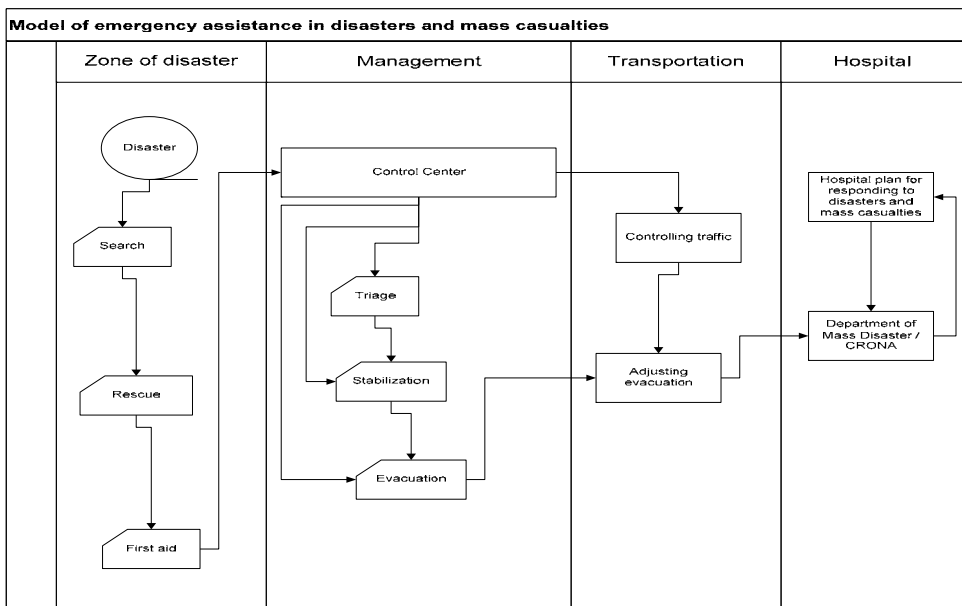 Model of emergency assistance in disasters and mass casualties
Zone of disaster
Management
Transportation
Hospital
Disaster
Search
Rescue
First aid
Control Center
Triage
Stabilization
Evacuation
Controlling traffic
Adjusting
evacuation
Hospital plan for
responding to
disasters and
mass casualties
Department of
Mass Disaster /
CRONA